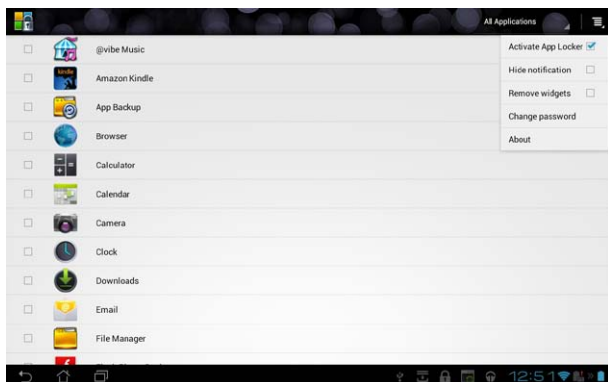 All Applications
Activate App Locker
Hide notification
Remove widgets
Change password
About
@vibe Music
Amazon Kindle
App Backup
Browser
Calculator
Calendar
Camera
Clock
Downloads
Email
File Manager
12:51